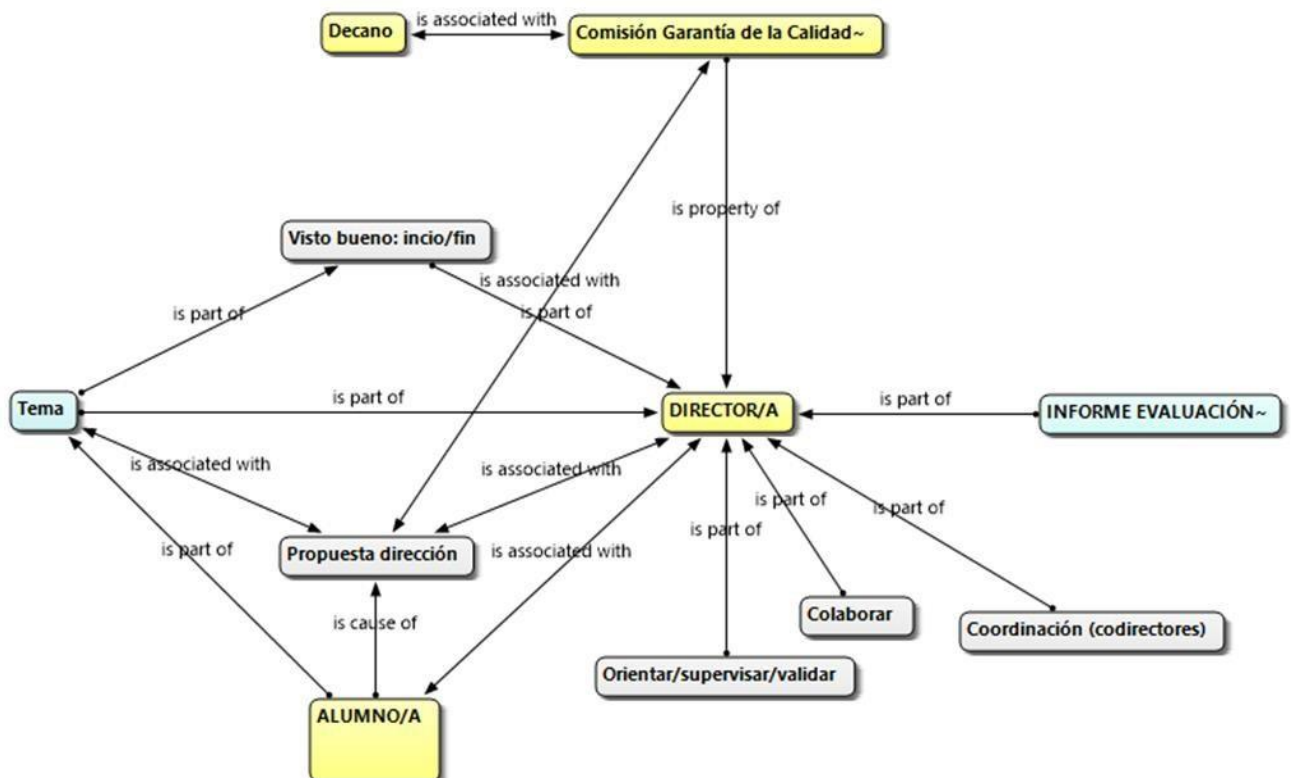 Decano
is associated with
Comisión Garantía de la Calidad~
is property of
Visto bueno: incio/fin
is associated with
is part of
is part of
Tema
is part of
DIRECTOR/A
is part of
INFORME EVALUACIÓN~
is associated with
is associated with
is part of
is part of
is part of
is part of
Propuesta dirección
is associated with
is cause of
Colaborar
Coordinación (codirectores)
Orientar/supervisar/validar
ALUMNO/A